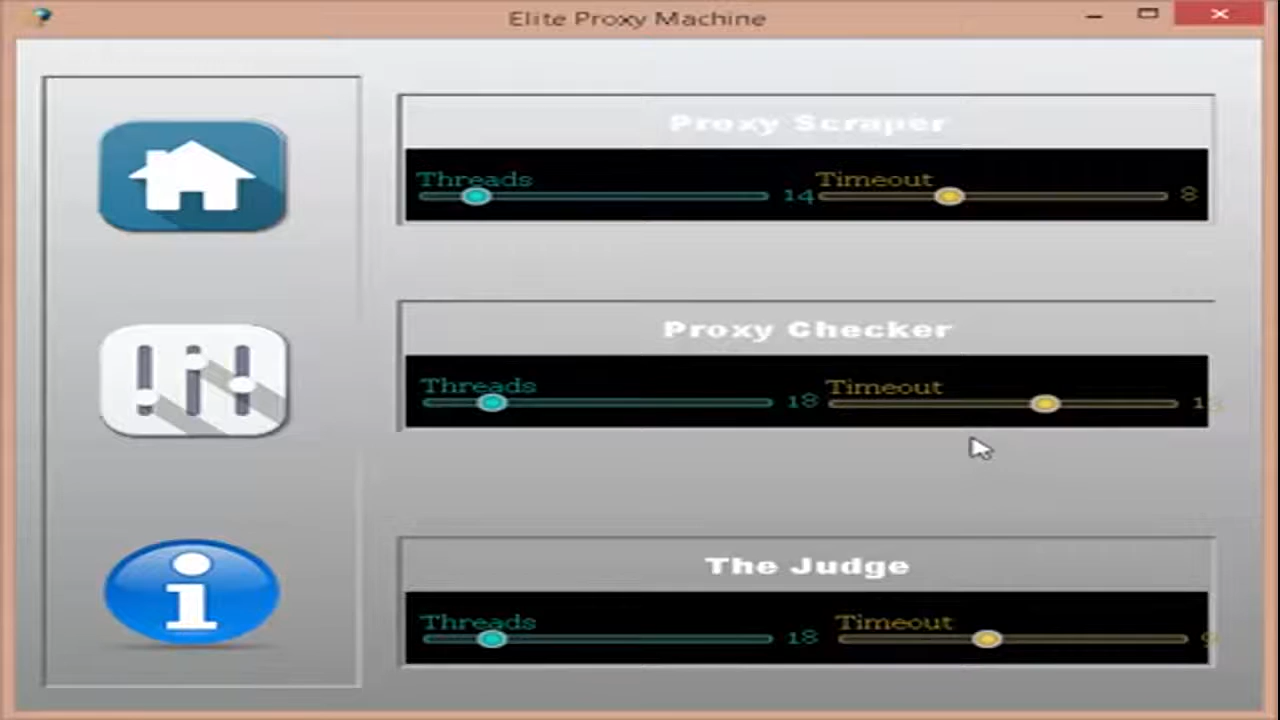 Elite Proxy Machine
Proxy Scraper
Threads 14 Timeout 8
Proxy Checker
Threads 18 Timeout
The Judge
Threads 18 Timeout 9